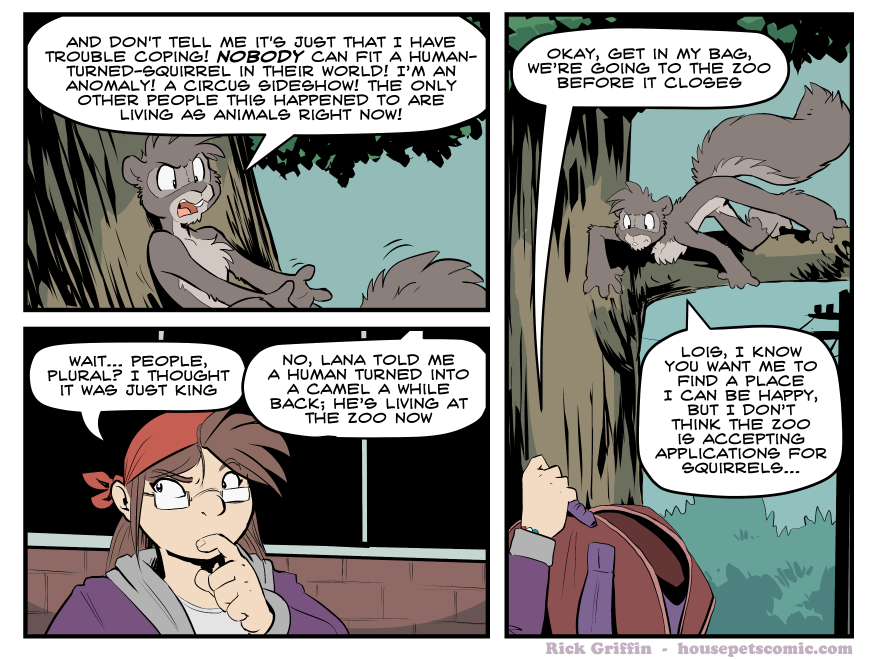 AND DON'T TELL ME IT'S JUST THAT I HAVE
TROUBLE COPING! NOBODY CAN FIT A HUMAN-
TURNED-SQUIRREL IN THEIR WORLD! I'M AN
ANOMALY! A CIRCUS SIDESHOW! THE ONLY
OTHER PEOPLE THIS HAPPENED TO ARE
LIVING AS ANIMALS RIGHT NOW!
WAIT... PEOPLE,
PLURAL? I THOUGHT
IT WAS JUST KING
NO, LANA TOLD ME
A HUMAN TURNED INTO
A CAMEL A WHILE
BACK; HE'S LIVING AT
THE ZOO NOW
OKAY, GET IN MY BAG,
WE'RE GOING TO THE ZOO
BEFORE IT CLOSES
LOIS, I KNOW
YOU WANT ME TO
FIND A PLACE
I CAN BE HAPPY,
BUT I DON'T
THINK THE ZOO
IS ACCEPTING
APPLICATIONS FOR
SQUIRRELS...
Rick Griffin - housepetscomic.com